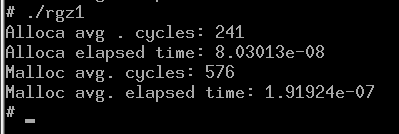 # ./rgz1
Alloca avg . cycles: 241
Alloca elapsed time: 8.03013e-08
Malloc avg. cycles: 576
Malloc avg. elapsed time: 1.91924e-07
# _